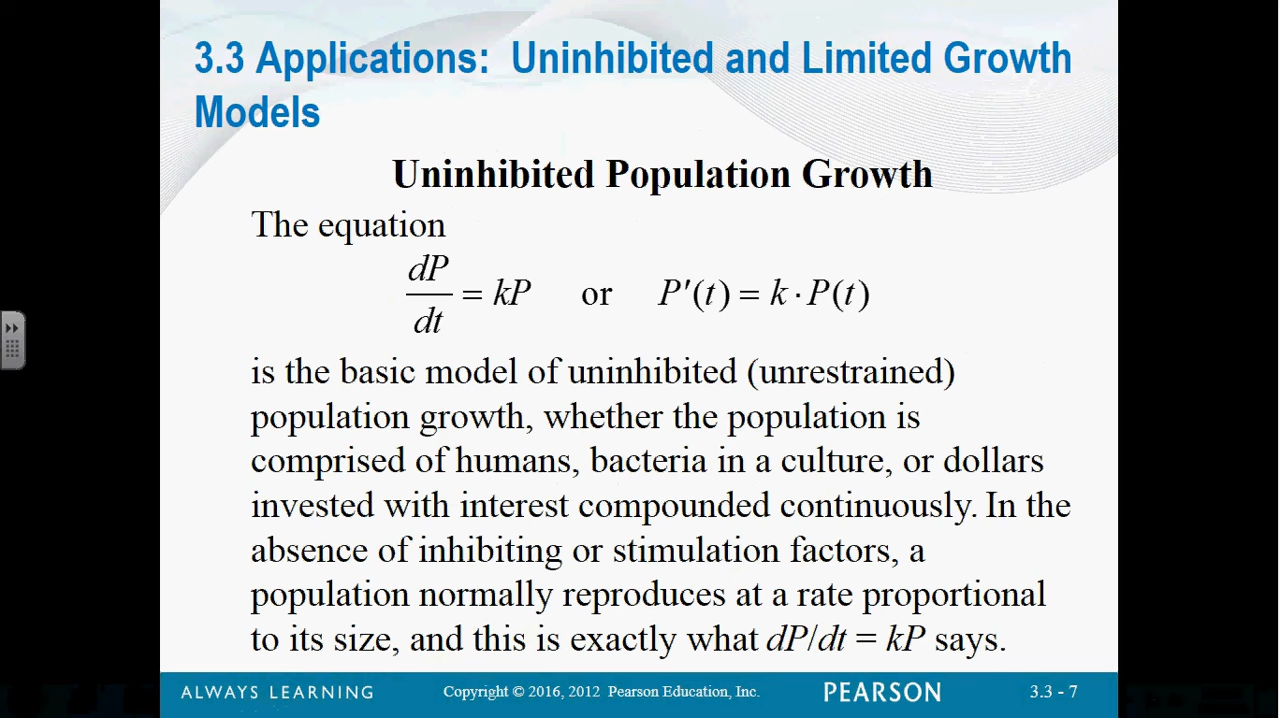 3.3 Applications:  Uninhibited and Limited Growth
Models
Uninhibited Population Growth
The equation
dP/dt = kP or P′(t) = k · P(t)
is the basic model of uninhibited (unrestrained)
population growth, whether the population is
comprised of humans, bacteria in a culture, or dollars
invested with interest compounded continuously. In the
absence of inhibiting or stimulation factors, a
population normally reproduces at a rate proportional
to its size, and this is exactly what dP/dt = kP says.
ALWAYS LEARNING Copyright © 2016, 2012 Pearson Education, Inc. PEARSON 3.3 - 7